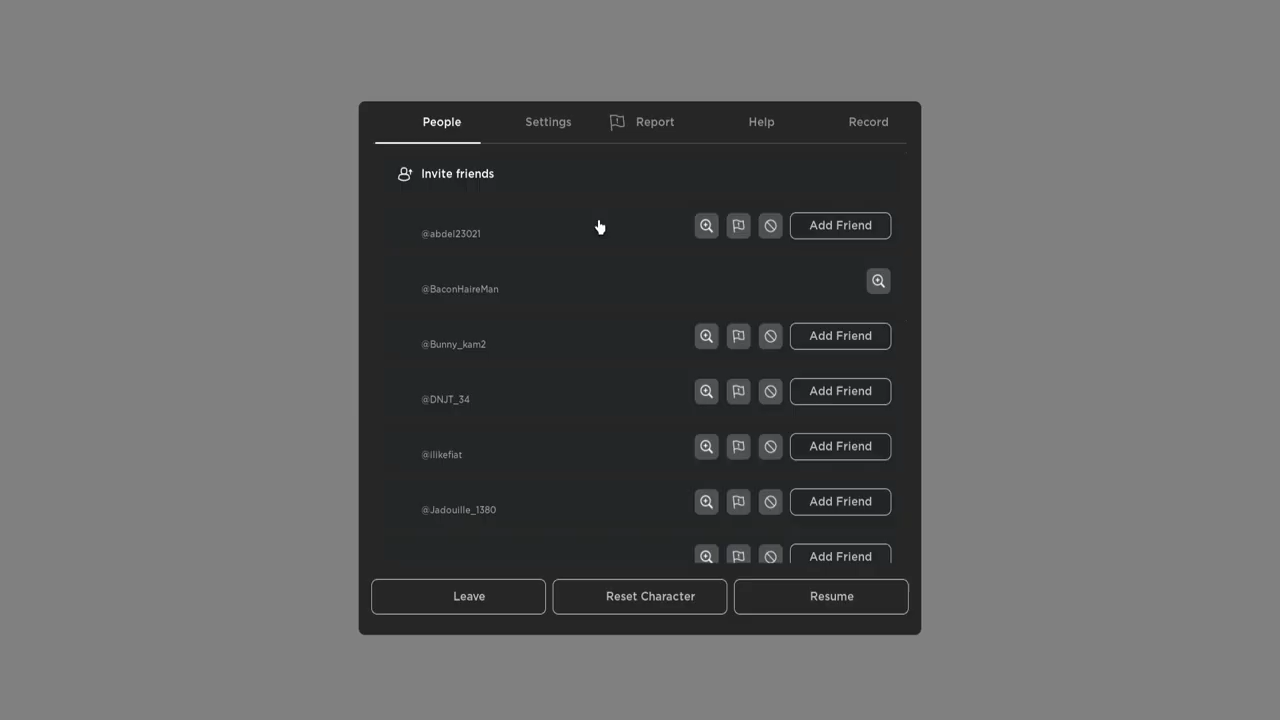 People Settings Report Help Record
Invite friends
@abdel23021 Add Friend
@BaconHaireMan
@Bunny_kam2 Add Friend
@DNJT_34 Add Friend
@ilikefiat Add Friend
@Jadouille_1380 Add Friend
Add Friend
Leave Reset Character Resume